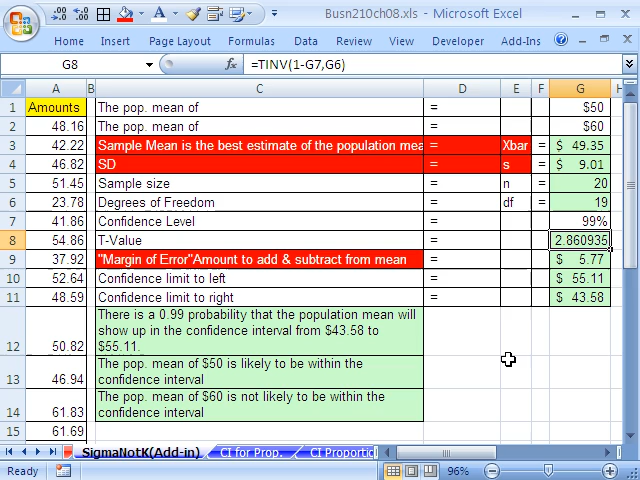 Busn210ch08.xls - Microsoft Excel
Home Insert Page Layout Formulas Data Review View Developer Add-Ins
G8 fx =TINV(1-G7,G6)
A B C D E F G H
1 Amounts The pop. mean of = $50
2 48.16 The pop. mean of = $60
3 42.22 Sample Mean is the best estimate of the population mea = Xbar = $ 49.35
4 46.82 SD = s = $ 9.01
5 51.45 Sample size = n = 20
6 23.78 Degrees of Freedom = df = 19
7 41.86 Confidence Level = 99%
8 54.86 T-Value = 2.860935
9 37.92 "Margin of Error"Amount to add & subtract from mean = $ 5.77
10 52.64 Confidence limit to left = $ 55.11
11 48.59 Confidence limit to right = $ 43.58
There is a 0.99 probability that the population mean will
show up in the confidence interval from $43.58 to
12 50.82 $55.11.
The pop. mean of $50 is likely to be within the
13 46.94 confidence interval
The pop. mean of $60 is not likely to be within the
14 61.83 confidence interval
15 61.69
SigmaNotK(Add-in) CI for Prop. CI Proportio
Ready 96%